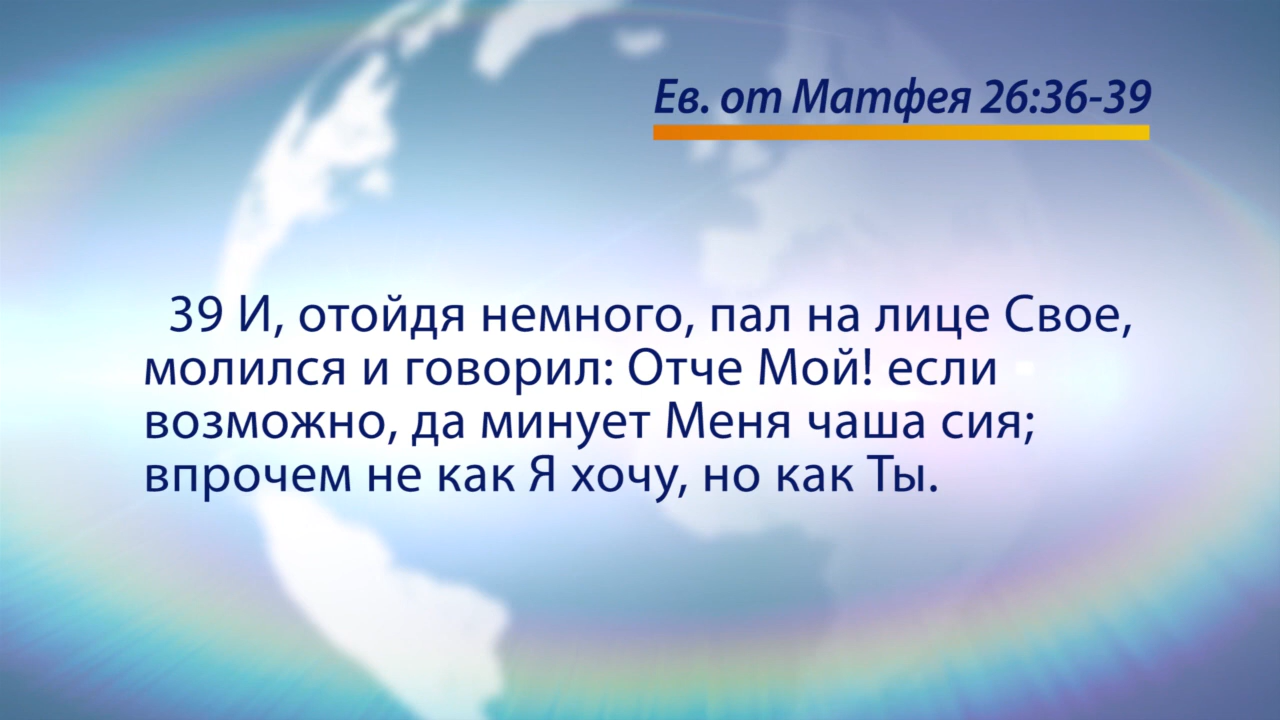 Ев. от Матфея 26:36-39
39 И, отойдя немного, пал на лице Свое,
молился и говорил: Отче Мой! если
возможно, да минует Меня чаша сия;
впрочем не как Я хочу, но как Ты.